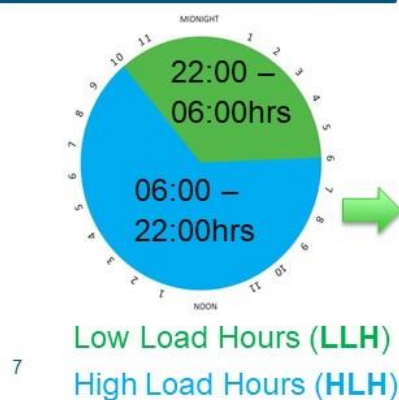 MIDNIGHT
11 1
10 2
9 3
8 4
7 5
6 6
5 7
4 8
3 9
2 10
1 11
NOON
22:00 –
06:00hrs
06:00 –
22:00hrs
Low Load Hours (LLH)
7
High Load Hours (HLH)